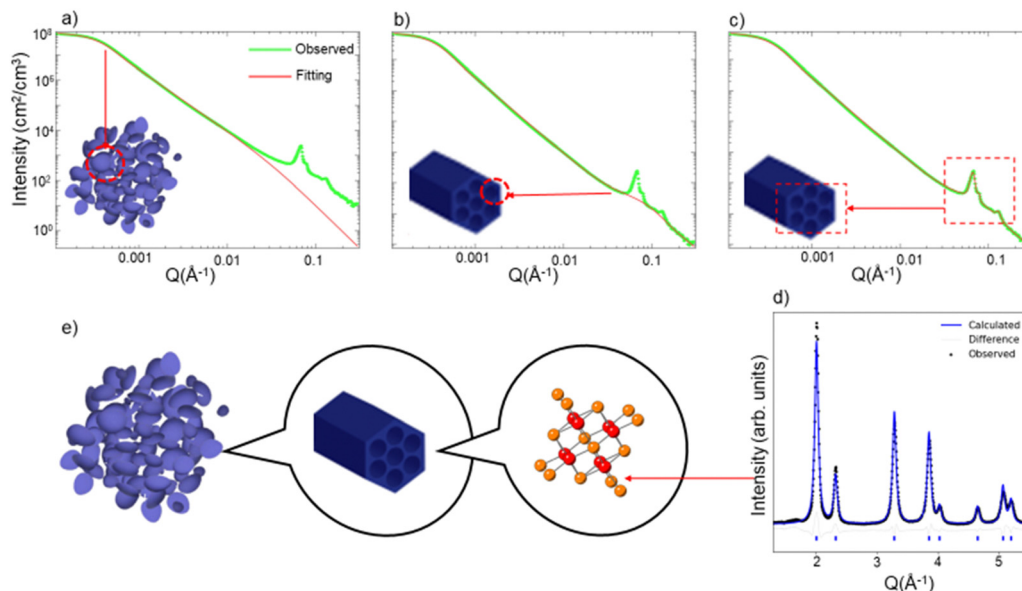 a)
b)
c)
10⁸
10⁶
10⁴
10²
10⁰
Intensity (cm²/cm³)
Observed
Fitting
0.001
0.01
0.1
Q(Å⁻¹)
0.001
0.01
0.1
Q(Å⁻¹)
0.001
0.01
0.1
Q(Å⁻¹)
e)
d)
Calculated
Difference
Observed
Intensity (arb. units)
2
3
4
5
Q(Å⁻¹)